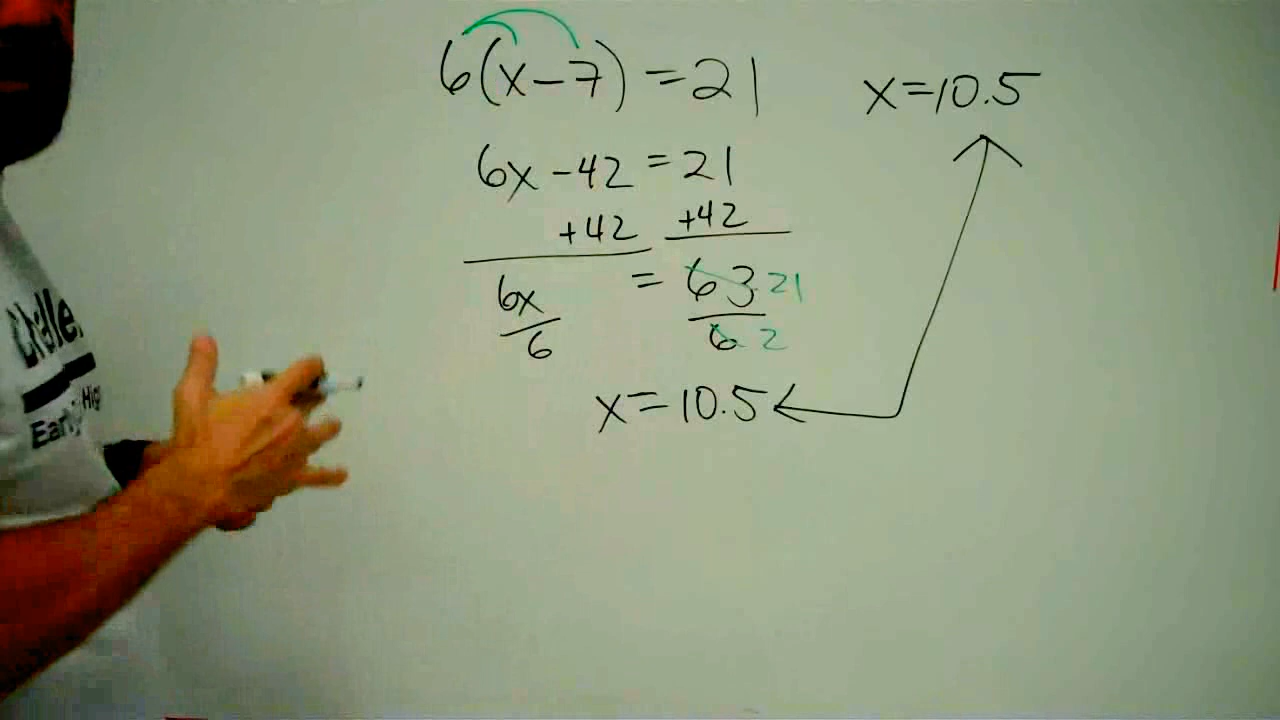 6(x-7)=21
x=10.5
6x-42=21
+42 +42
6x = 63 21
6 6 2
x=10.5